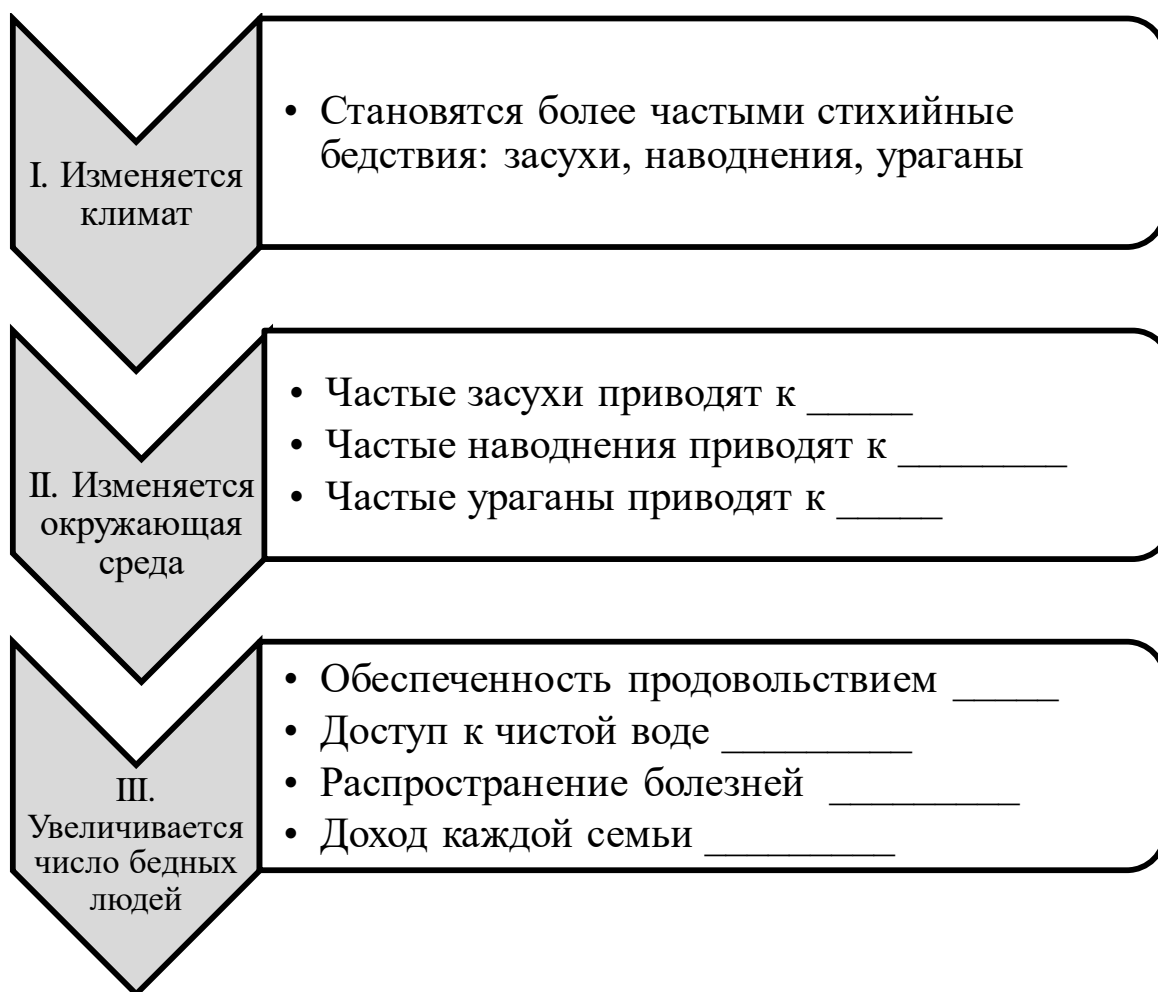 I. Изменяется
климат
• Становятся более частыми стихийные
бедствия: засухи, наводнения, ураганы
II. Изменяется
окружающая
среда
• Частые засухи приводят к _____
• Частые наводнения приводят к ________
• Частые ураганы приводят к _____
III.
Увеличивается
число бедных
людей
• Обеспеченность продовольствием _____
• Доступ к чистой воде _________
• Распространение болезней _________
• Доход каждой семьи _________